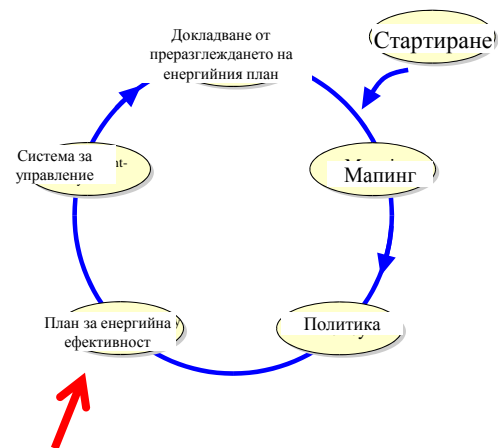 Докладване от
преразглеждането на
енергийния план
Стартиране
Мапинг
Политика
План за енергийна
ефективност
Система за
управление